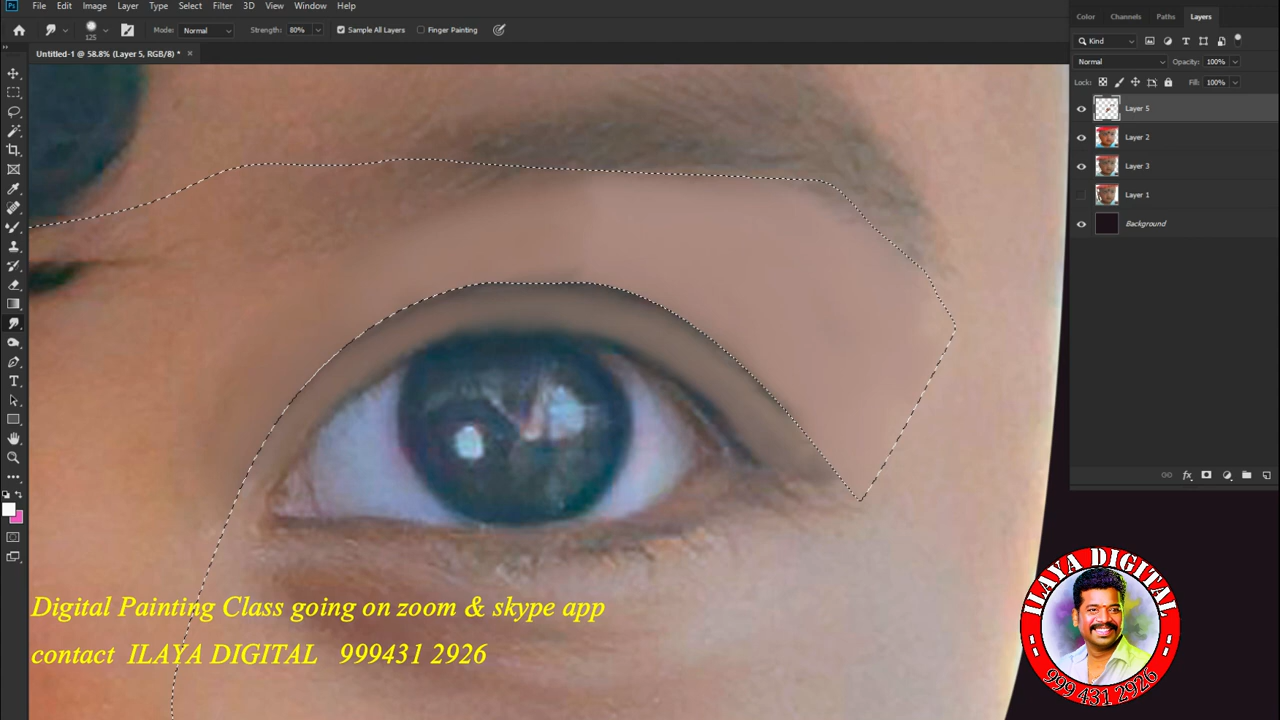 File Edit Image Layer Type Select Filter 3D View Window Help
125 Mode: Normal Strength: 80% Sample All Layers Finger Painting
Untitled-1 @ 58.8% (Layer 5, RGB/8) * ×
Color Channels Paths Layers
Kind
Normal Opacity: 100%
Lock: Fill: 100%
Layer 5
Layer 2
Layer 3
Layer 1
Background
fx
Digital Painting Class going on zoom & skype app
contact ILAYA DIGITAL 999431 2926
ILAYA DIGITAL
999 431 2926